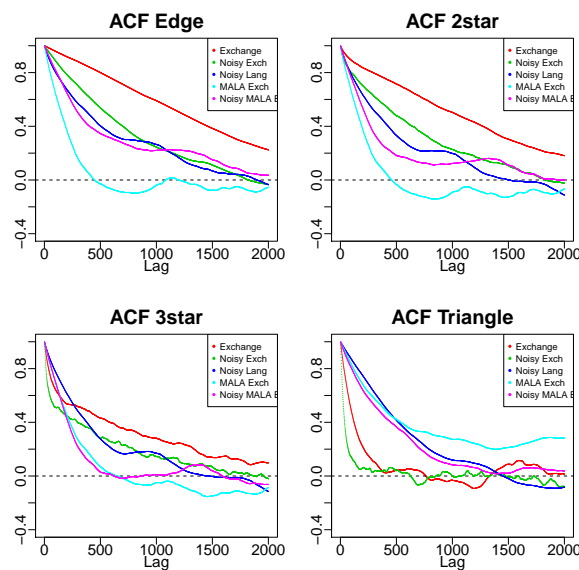 ACF Edge
0.8
0.4
0.0
−0.4
Exchange
Noisy Exch
Noisy Lang
MALA Exch
Noisy MALA E
0 500 1000 1500 2000
Lag
ACF 2star
0.8
0.4
0.0
−0.4
Exchange
Noisy Exch
Noisy Lang
MALA Exch
Noisy MALA E
0 500 1000 1500 2000
Lag
ACF 3star
0.8
0.4
0.0
−0.4
Exchange
Noisy Exch
Noisy Lang
MALA Exch
Noisy MALA E
0 500 1000 1500 2000
Lag
ACF Triangle
0.8
0.4
0.0
−0.4
Exchange
Noisy Exch
Noisy Lang
MALA Exch
Noisy MALA E
0 500 1000 1500 2000
Lag